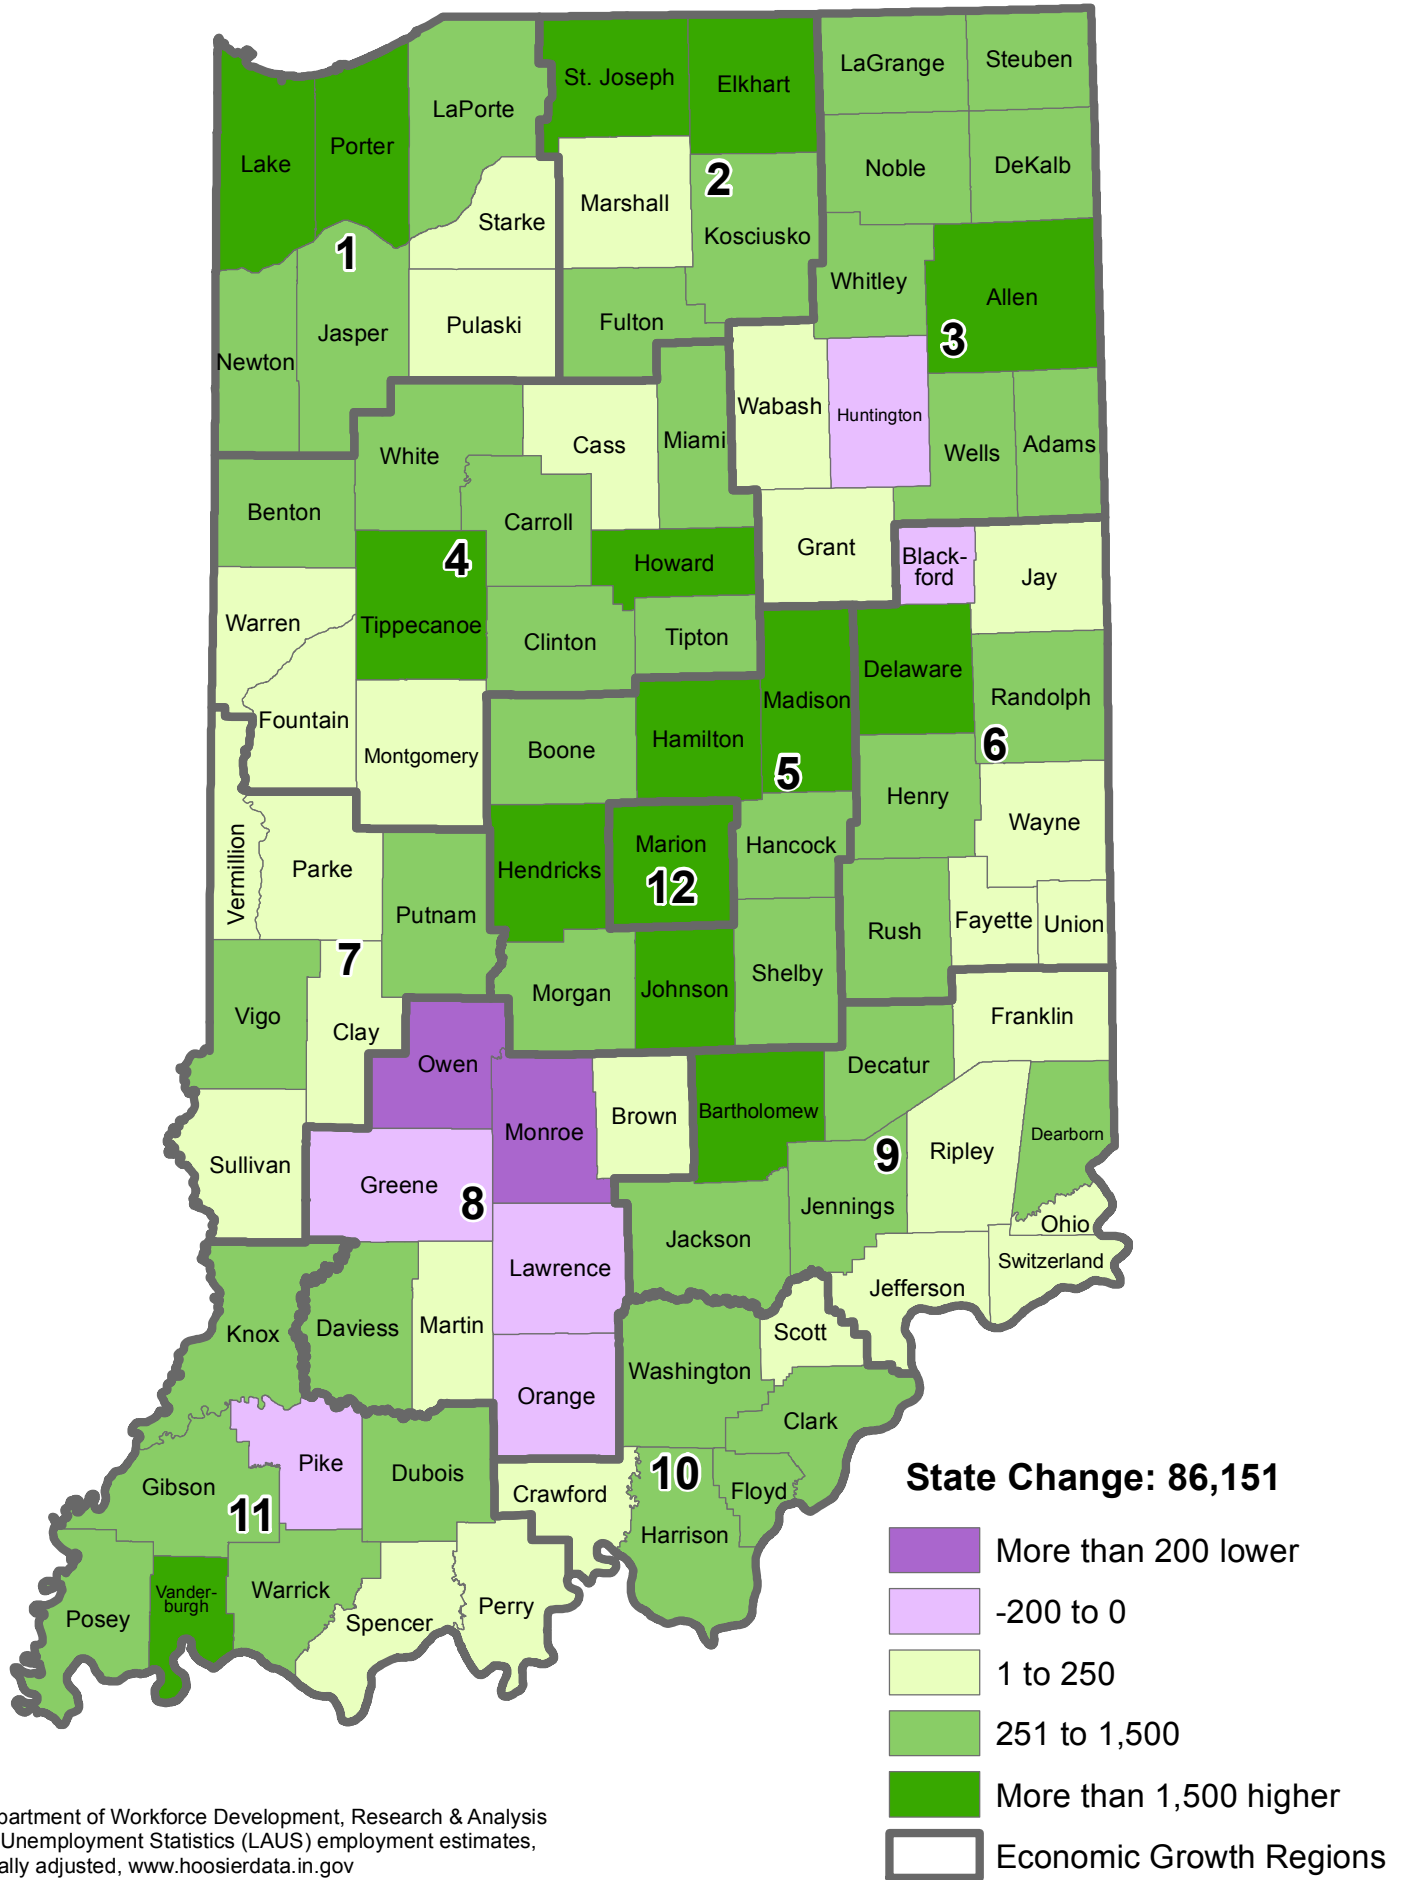 LaGrange
Steuben
St. Joseph
Elkhart
LaPorte
Porter
Lake
Noble
DeKalb
2
Marshall
Starke
Kosciusko
1
Whitley
Allen
Jasper
Pulaski
Fulton
3
Newton
Wabash
Huntington
White
Cass
Miami
Wells
Adams
Benton
Carroll
4
Howard
Grant
Black-
ford
Jay
Warren
Tippecanoe
Clinton
Tipton
Delaware
Madison
Randolph
Fountain
Montgomery
Boone
Hamilton
5
6
Henry
Wayne
Vermillion
Parke
Hendricks
Marion
12
Hancock
Putnam
Rush
Fayette
Union
7
Vigo
Clay
Morgan
Johnson
Shelby
Franklin
Owen
Decatur
Monroe
Brown
Bartholomew
Dearborn
Sullivan
Greene
8
9
Ripley
Jennings
Ohio
Jackson
Lawrence
Switzerland
Jefferson
Knox
Daviess
Martin
Scott
Washington
Orange
Clark
Pike
Dubois
Gibson
11
10
Crawford
Floyd
Harrison
Vander-
burgh
Warrick
Posey
Spencer
Perry
State Change: 86,151
More than 200 lower
-200 to 0
1 to 250
251 to 1,500
More than 1,500 higher
Economic Growth Regions
partment of Workforce Development, Research & Analysis
Unemployment Statistics (LAUS) employment estimates,
ally adjusted, www.hoosierdata.in.gov